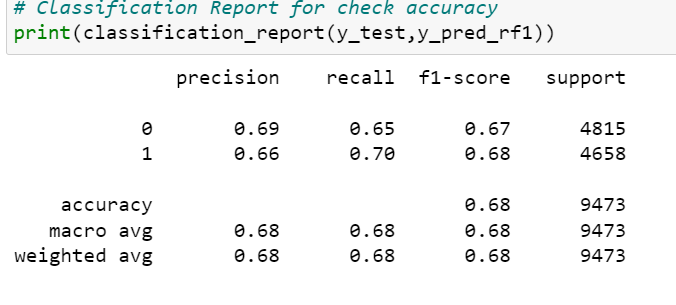 # Classification Report for check accuracy
print(classification_report(y_test,y_pred_rf1))
precision recall f1-score support
0 0.69 0.65 0.67 4815
1 0.66 0.70 0.68 4658
accuracy 0.68 9473
macro avg 0.68 0.68 0.68 9473
weighted avg 0.68 0.68 0.68 9473